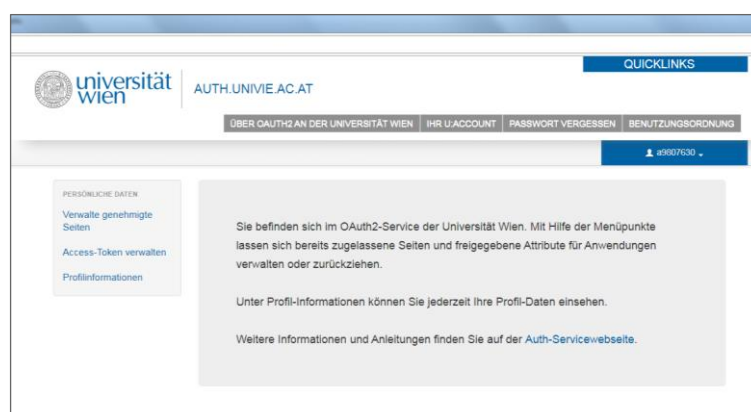 QUICKLINKS
universität
wien
AUTH.UNIVIE.AC.AT
ÜBER OAUTH2 AN DER UNIVERSITÄT WIEN IHR U:ACCOUNT PASSWORT VERGESSEN BENUTZUNGSORDNUNG
a9807630
PERSÖNLICHE DATEN
Verwalte genehmigte
Seiten
Access-Token verwalten
Profilinformationen
Sie befinden sich im OAuth2-Service der Universität Wien. Mit Hilfe der Menüpunkte
lassen sich bereits zugelassene Seiten und freigegebene Attribute für Anwendungen
verwalten oder zurückziehen.
Unter Profil-Informationen können Sie jederzeit Ihre Profil-Daten einsehen.
Weitere Informationen und Anleitungen finden Sie auf der Auth-Servicewebseite.